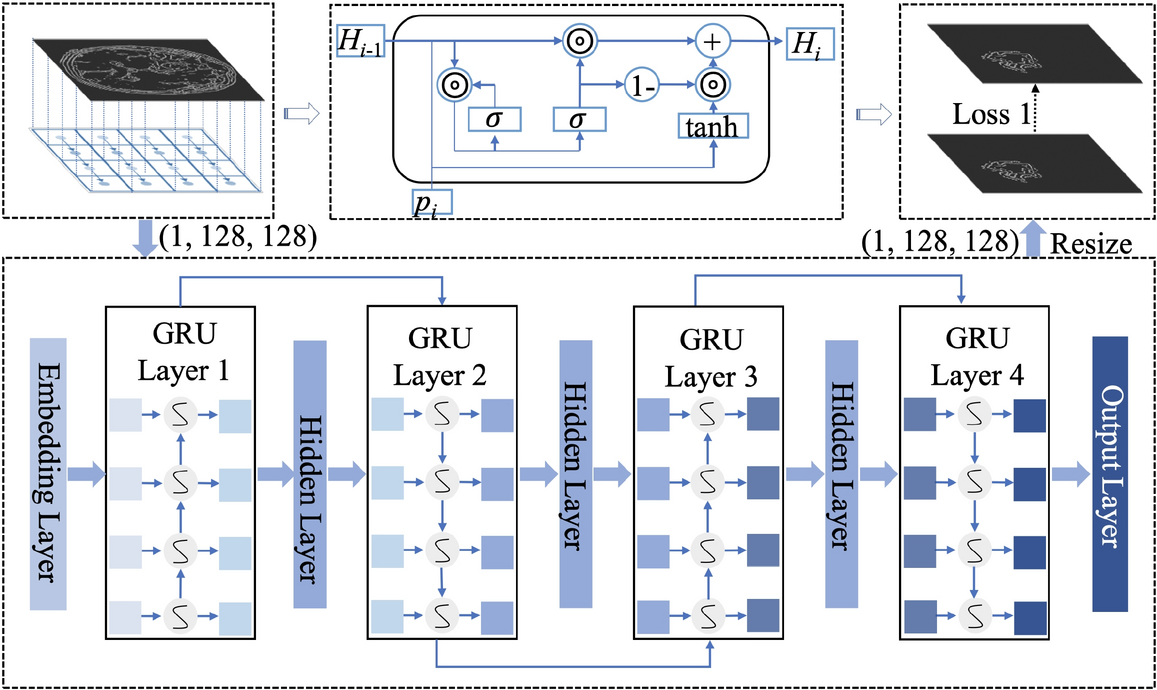 H_{i-1}
H_i
1-
σ
σ
tanh
p_i
Loss 1
(1, 128, 128)
(1, 128, 128)
Resize
Embedding Layer
GRU
Layer 1
Hidden Layer
GRU
Layer 2
Hidden Layer
GRU
Layer 3
Hidden Layer
GRU
Layer 4
Output Layer